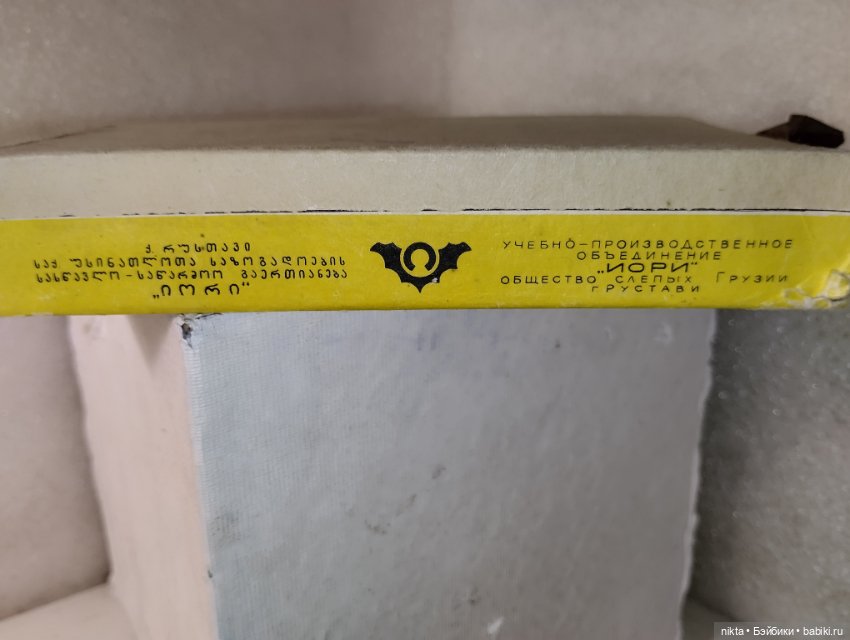 ქ. რუსთავი
საქ უსინათლოთა საზოგადოების
სასწავლო-საწარმოო გაერთიანება
„იორი“
УЧЕБНО-ПРОИЗВОДСТВЕННОЕ
ОБЪЕДИНЕНИЕ
„ИОРИ“
ОБЩЕСТВО СЛЕПЫХ ГРУЗИИ
Г.РУСТАВИ
nikta • Бэйбики • babiki.ru